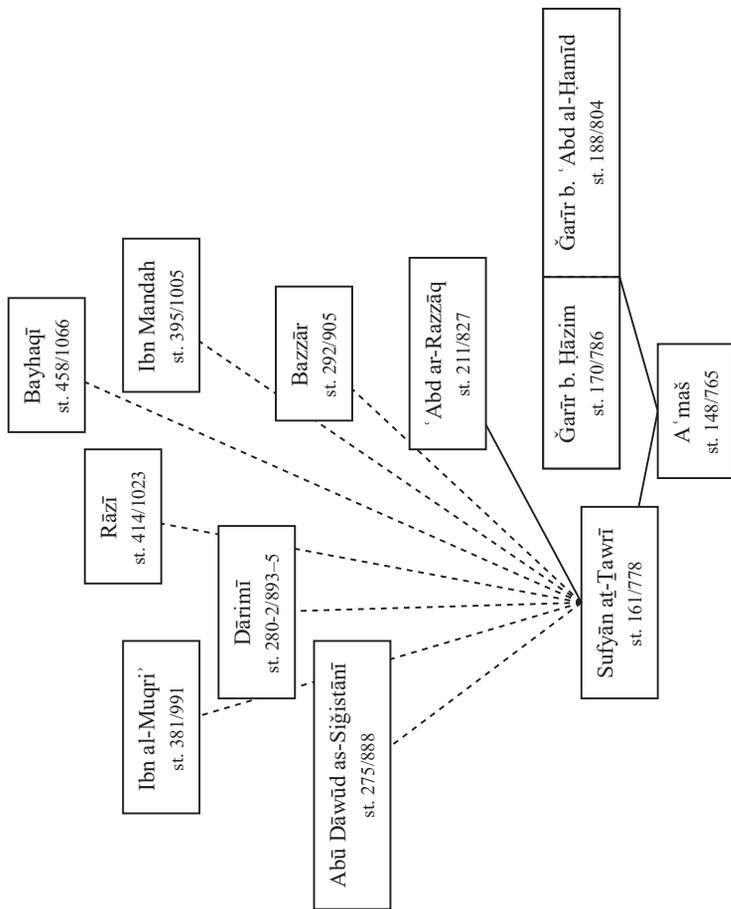 Bayhaqī
st. 458/1066
Ibn Mandah
st. 395/1005
Rāzī
st. 414/1023
Bazzār
st. 292/905
Ibn al-Muqriʾ
st. 381/991
Dārimī
st. 280-2/893–5
Abū Dāwūd as-Siğistānī
st. 275/888
ʿAbd ar-Razzāq
st. 211/827
Ğarīr b. Ḥāzim
st. 170/786
Ğarīr b. ʿAbd al-Ḥamīd
st. 188/804
Sufyān aṯ-Ṯawrī
st. 161/778
Aʿmaš
st. 148/765